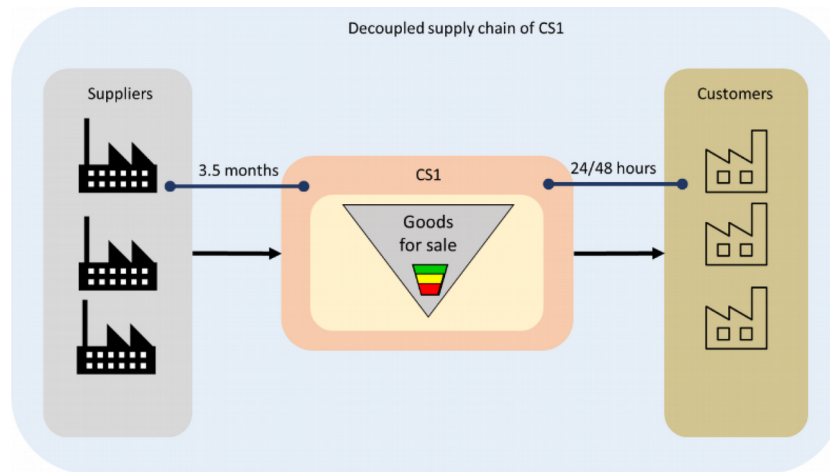 Decoupled supply chain of CS1
Suppliers
Customers
3.5 months
CS1
24/48 hours
Goods
for sale